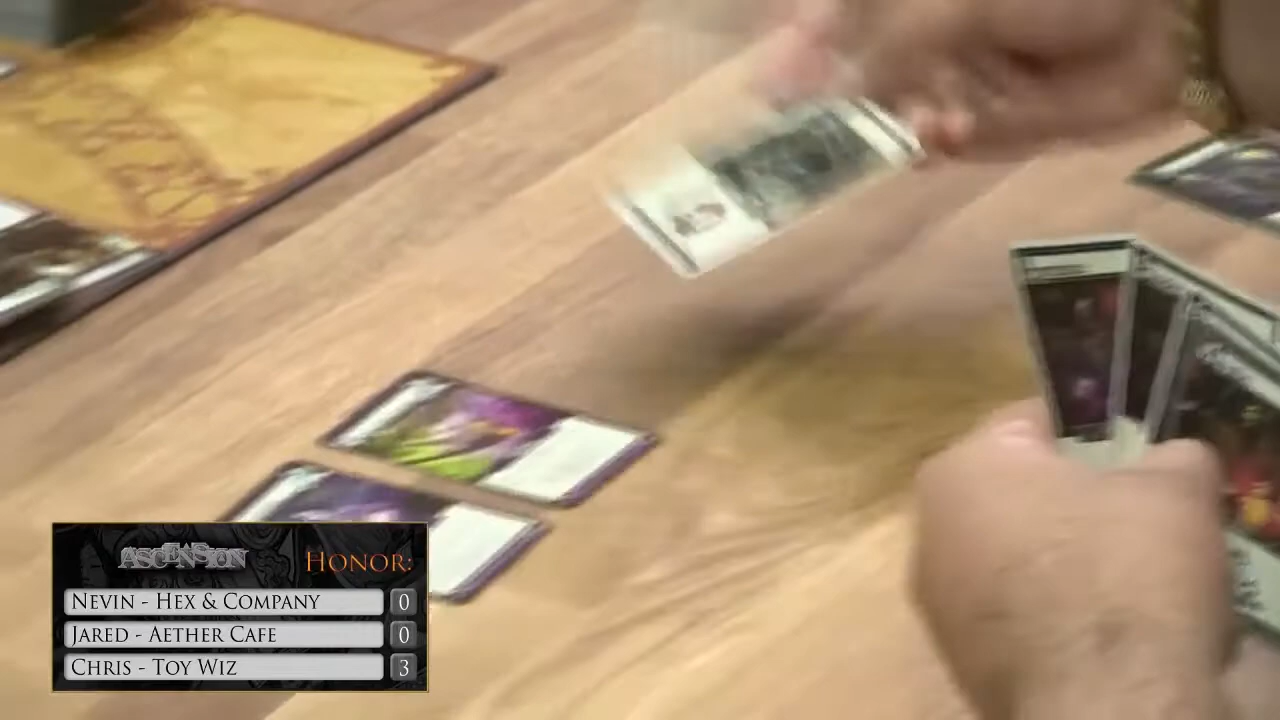 ASCENSION
HONOR:
NEVIN - HEX & COMPANY 0
JARED - AETHER CAFE 0
CHRIS - TOY WIZ 3